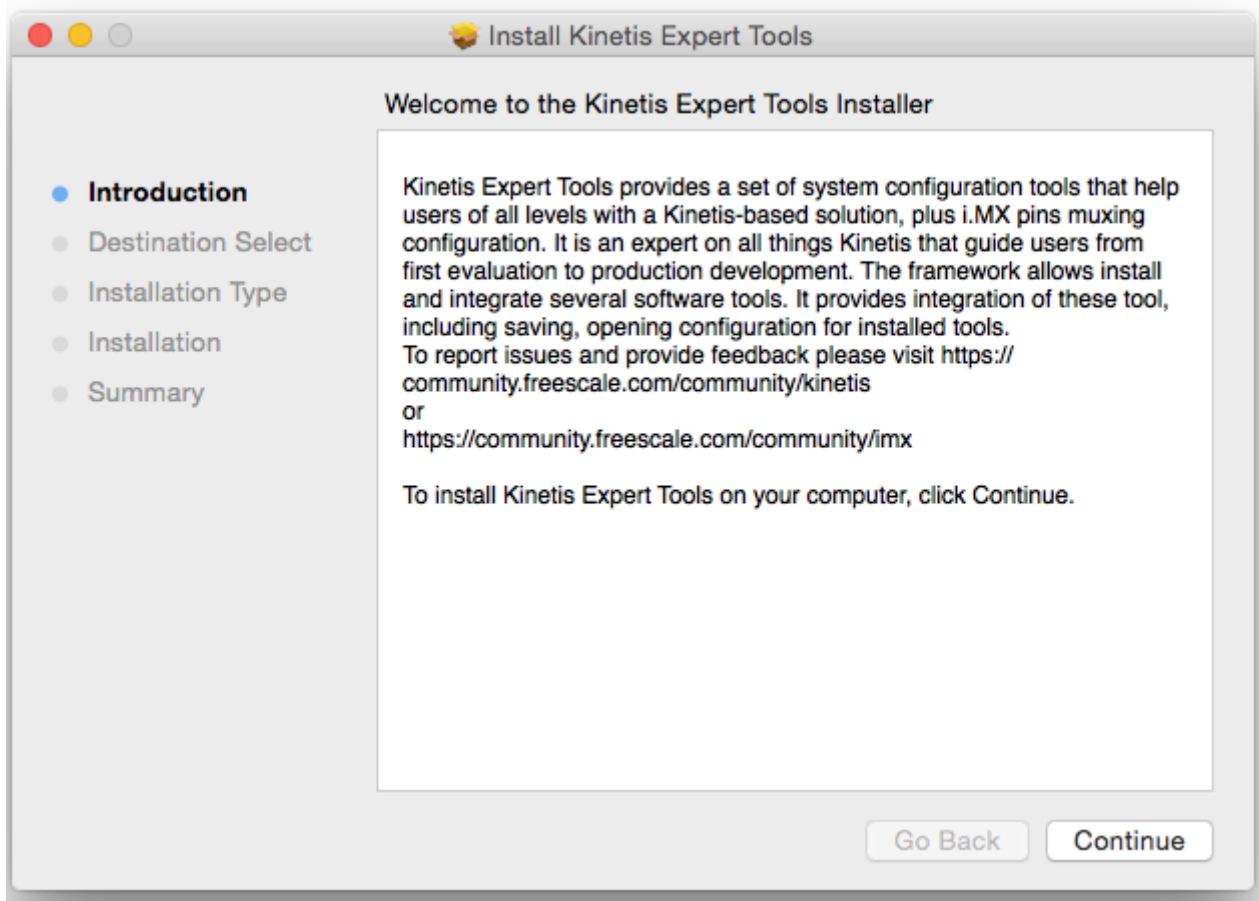 Install Kinetis Expert Tools
Welcome to the Kinetis Expert Tools Installer
Introduction
Destination Select
Installation Type
Installation
Summary
Kinetis Expert Tools provides a set of system configuration tools that help
users of all levels with a Kinetis-based solution, plus i.MX pins muxing
configuration. It is an expert on all things Kinetis that guide users from
first evaluation to production development. The framework allows install
and integrate several software tools. It provides integration of these tool,
including saving, opening configuration for installed tools.
To report issues and provide feedback please visit https://
community.freescale.com/community/kinetis
or
https://community.freescale.com/community/imx
To install Kinetis Expert Tools on your computer, click Continue.
Go Back
Continue